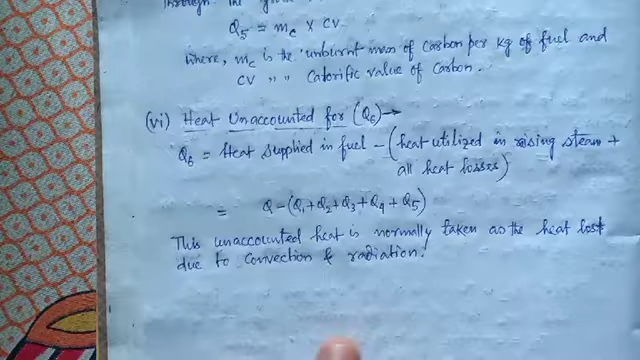 through the g
Q5 = mc × CV
where, mc is the unburnt mass of carbon per kg of fuel and
CV " " Calorific value of Carbon.
(vi) Heat Unaccounted for (Q6) →
Q6 = Heat supplied in fuel - (heat utilized in rising steam +
all heat losses)
= Q - (Q1 + Q2 + Q3 + Q4 + Q5)
This unaccounted heat is normally taken as the heat lost
due to convection & radiation.